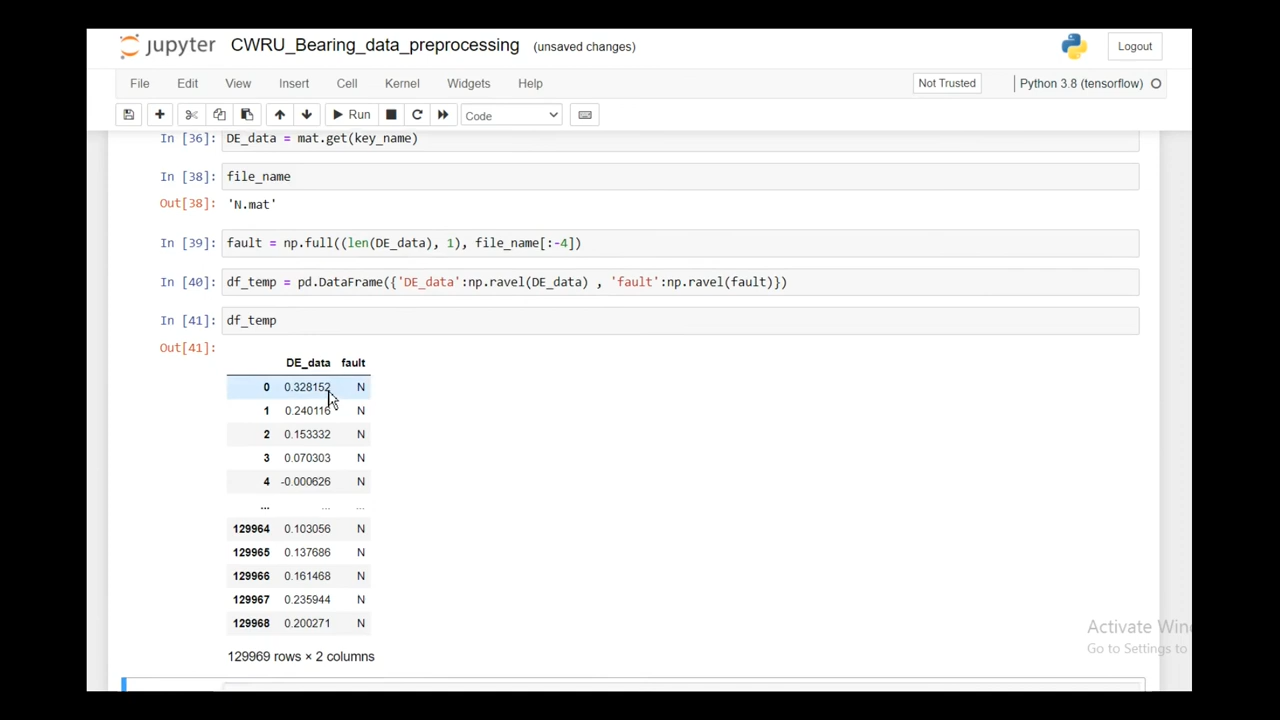 jupyter CWRU_Bearing_data_preprocessing (unsaved changes) Logout
File Edit View Insert Cell Kernel Widgets Help Not Trusted Python 3.8 (tensorflow)
Run Code
In [36]: DE_data = mat.get(key_name)
In [38]: file_name
Out[38]: 'N.mat'
In [39]: fault = np.full((len(DE_data), 1), file_name[:-4])
In [40]: df_temp = pd.DataFrame({'DE_data':np.ravel(DE_data) , 'fault':np.ravel(fault)})
In [41]: df_temp
Out[41]:
DE_data fault
0 0.328152 N
1 0.240116 N
2 0.153332 N
3 0.070303 N
4 -0.000626 N
... ... ...
129964 0.103056 N
129965 0.137686 N
129966 0.161468 N
129967 0.235944 N
129968 0.200271 N
129969 rows × 2 columns
Activate Win
Go to Settings to